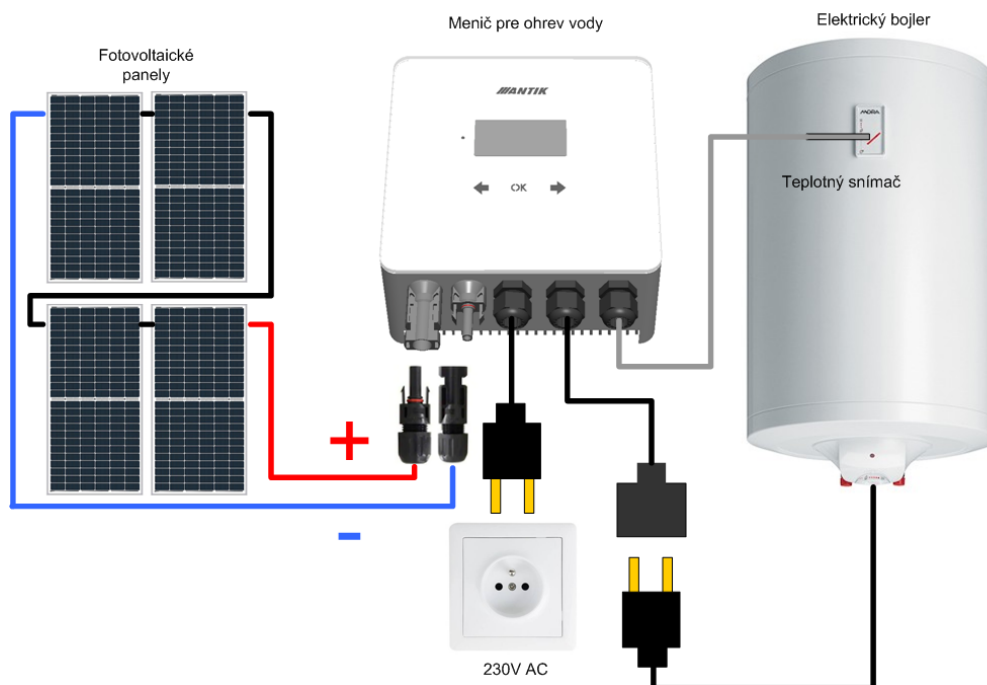 Menič pre ohrev vody
Elektrický bojler
Fotovoltaické
panely
ANTIK
OK
MORA
Teplotný snímač
+
-
230V AC